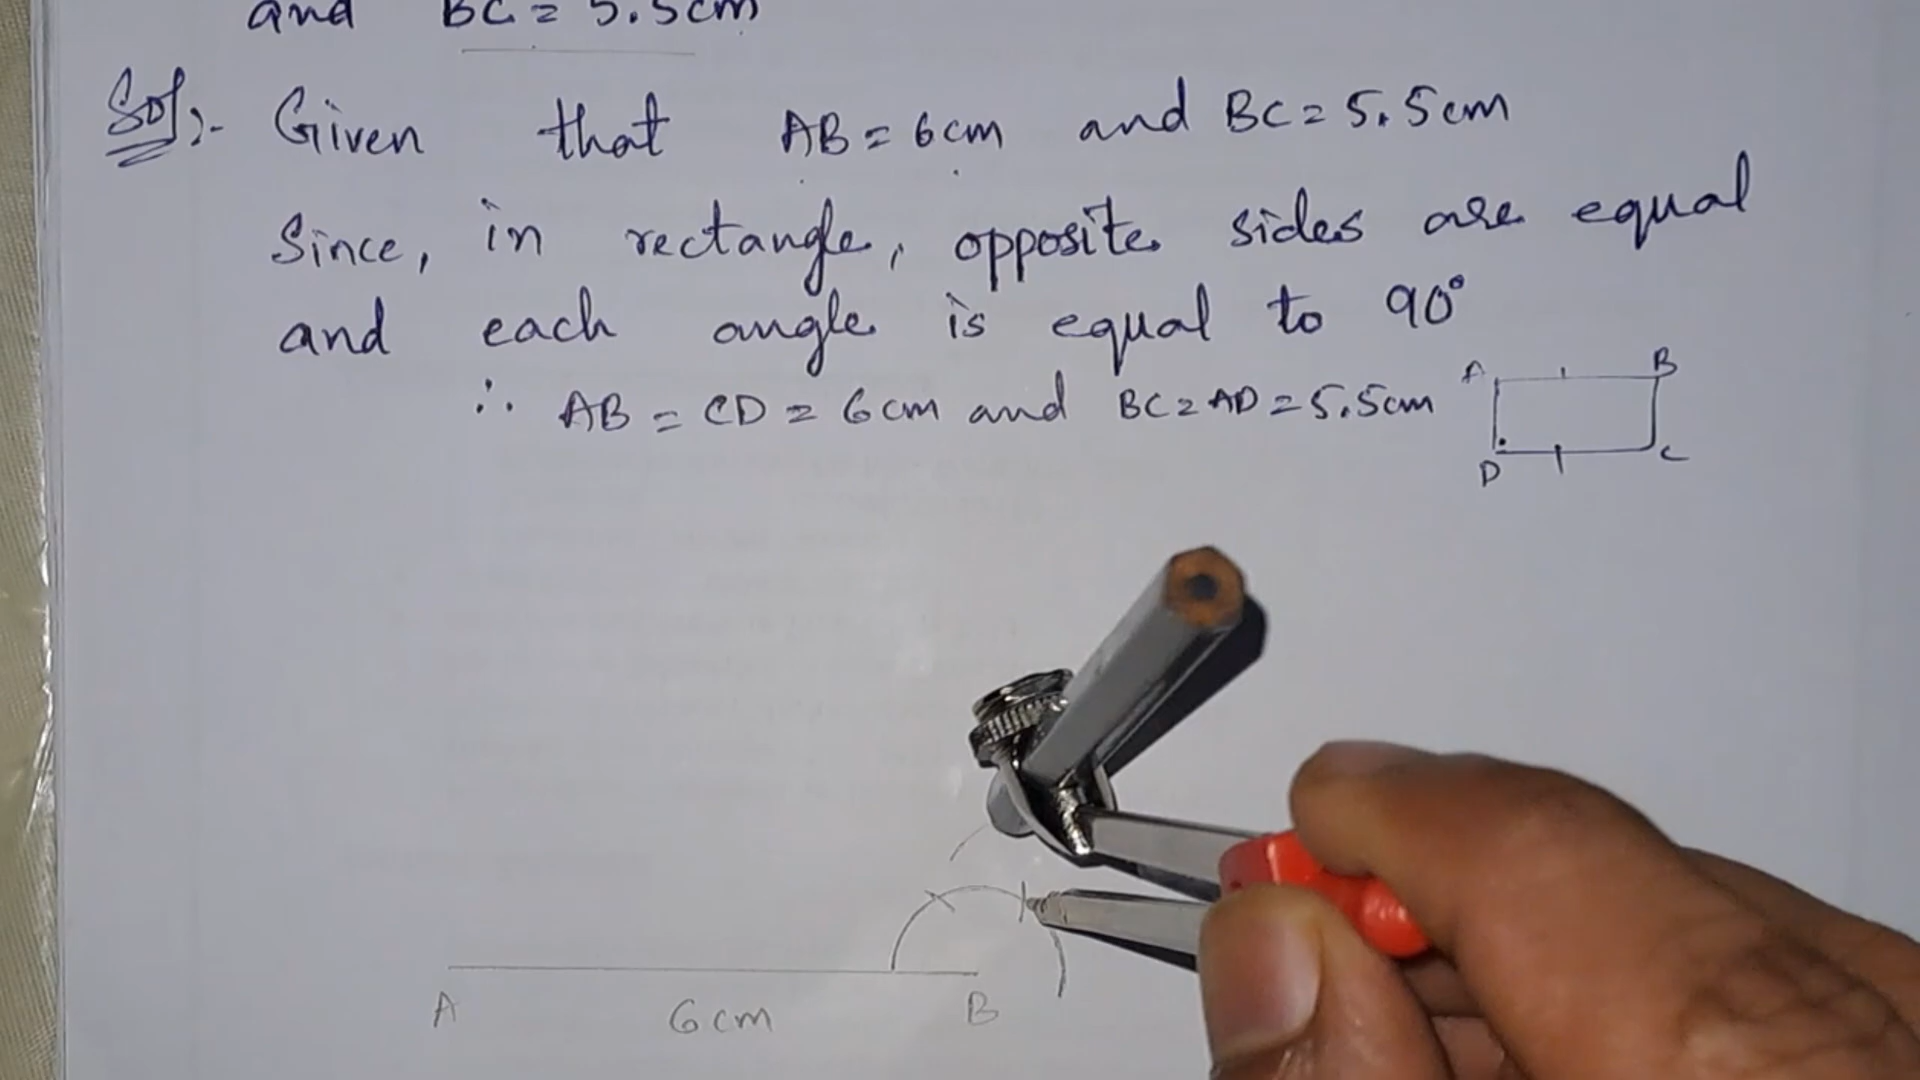 and BC = 5.5cm
Sol:- Given that AB = 6cm and BC = 5.5cm
Since, in rectangle, opposite sides are equal
and each angle is equal to 90°
∴ AB = CD = 6cm and BC = AD = 5.5cm
A B
D C
A 6cm B